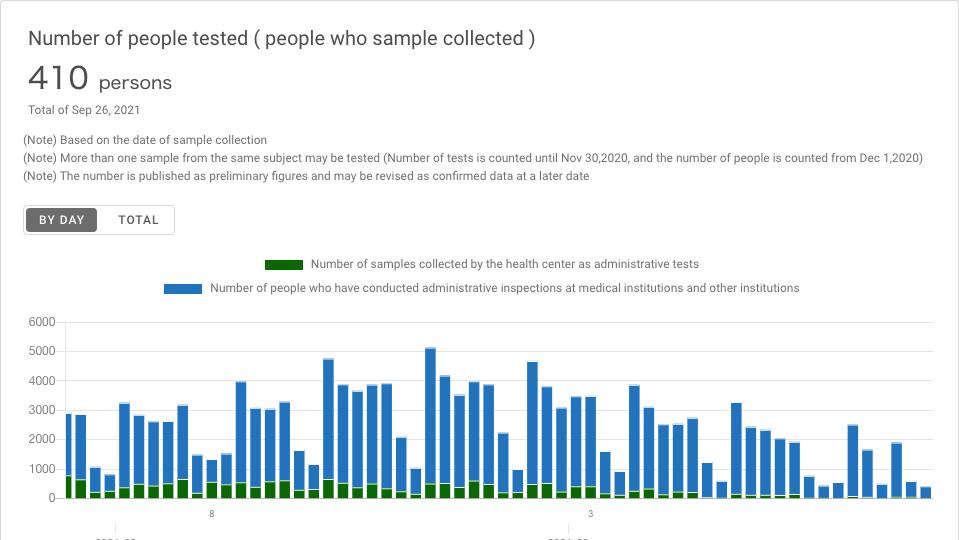 Number of people tested ( people who sample collected )
410 persons
Total of Sep 26, 2021
(Note) Based on the date of sample collection
(Note) More than one sample from the same subject may be tested (Number of tests is counted until Nov 30,2020, and the number of people is counted from Dec 1,2020)
(Note) The number is published as preliminary figures and may be revised as confirmed data at a later date
BY DAY TOTAL
Number of samples collected by the health center as administrative tests
Number of people who have conducted administrative inspections at medical institutions and other institutions
6000
5000
4000
3000
2000
1000
0
8 3